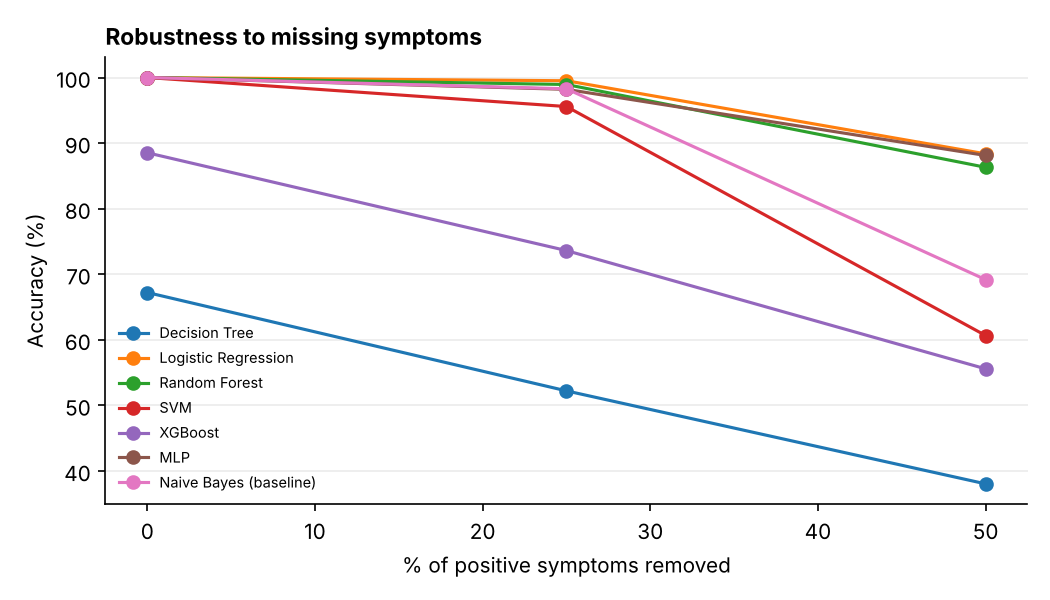 Robustness to missing symptoms
100
90
80
70
60
50
40
Accuracy (%)
Decision Tree
Logistic Regression
Random Forest
SVM
XGBoost
MLP
Naive Bayes (baseline)
0 10 20 30 40 50
% of positive symptoms removed